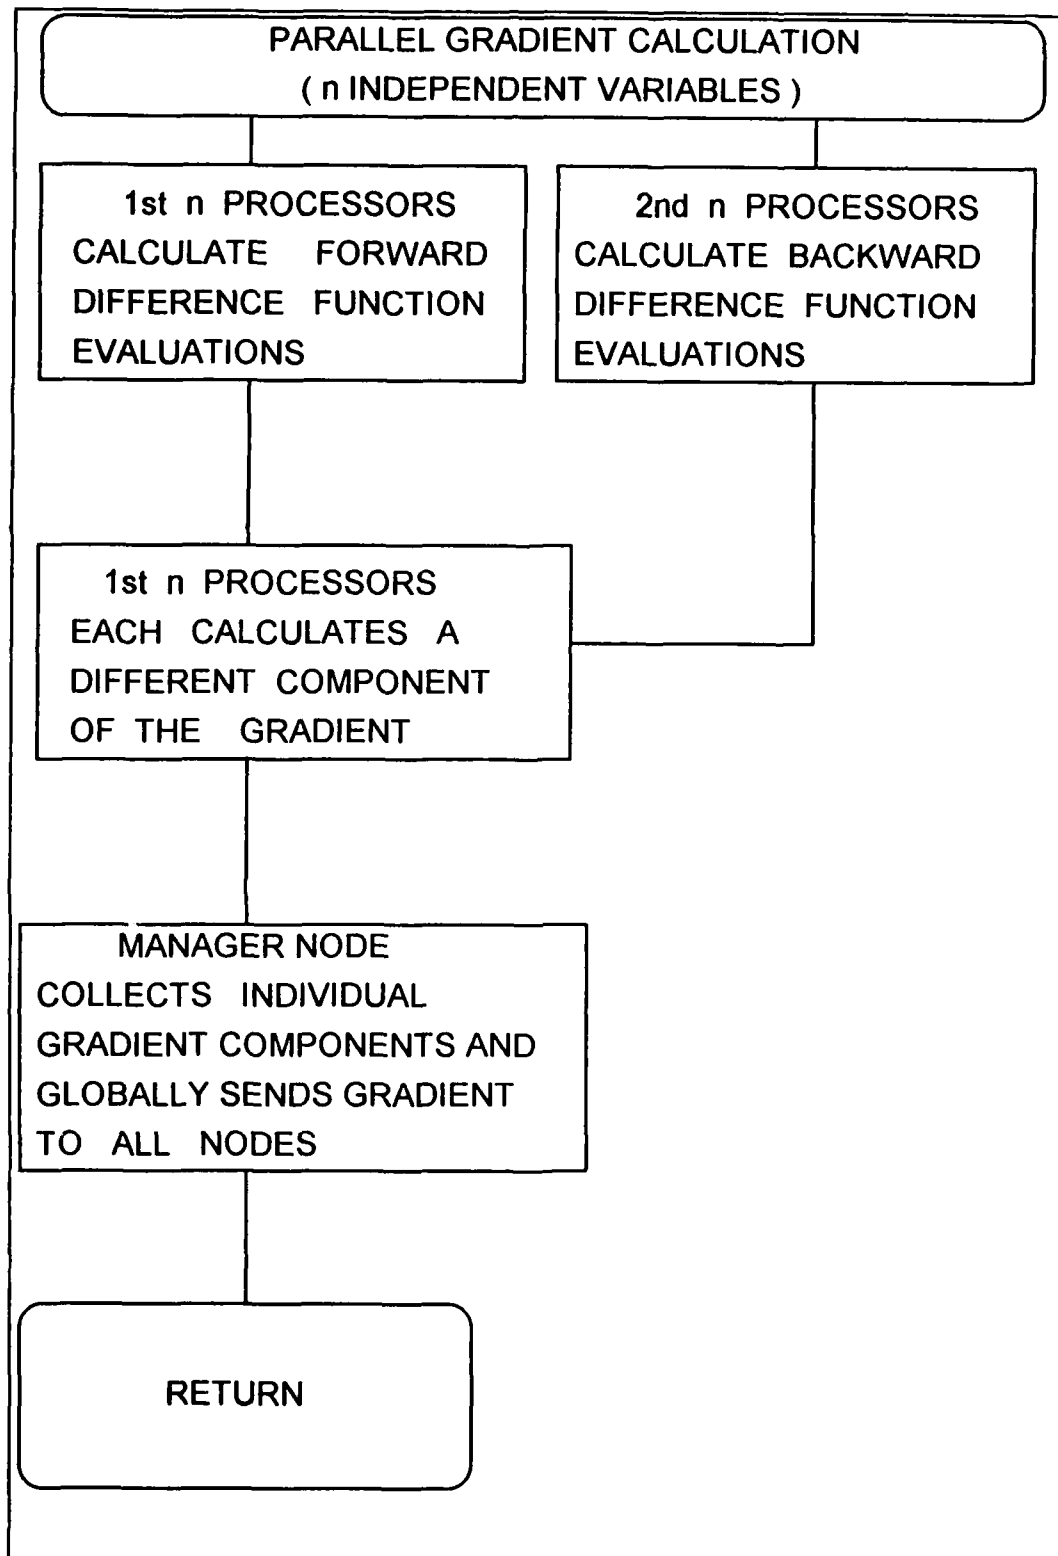 PARALLEL GRADIENT CALCULATION
( n INDEPENDENT VARIABLES )
1st n PROCESSORS
CALCULATE FORWARD
DIFFERENCE FUNCTION
EVALUATIONS
2nd n PROCESSORS
CALCULATE BACKWARD
DIFFERENCE FUNCTION
EVALUATIONS
1st n PROCESSORS
EACH CALCULATES A
DIFFERENT COMPONENT
OF THE GRADIENT
MANAGER NODE
COLLECTS INDIVIDUAL
GRADIENT COMPONENTS AND
GLOBALLY SENDS GRADIENT
TO ALL NODES
RETURN